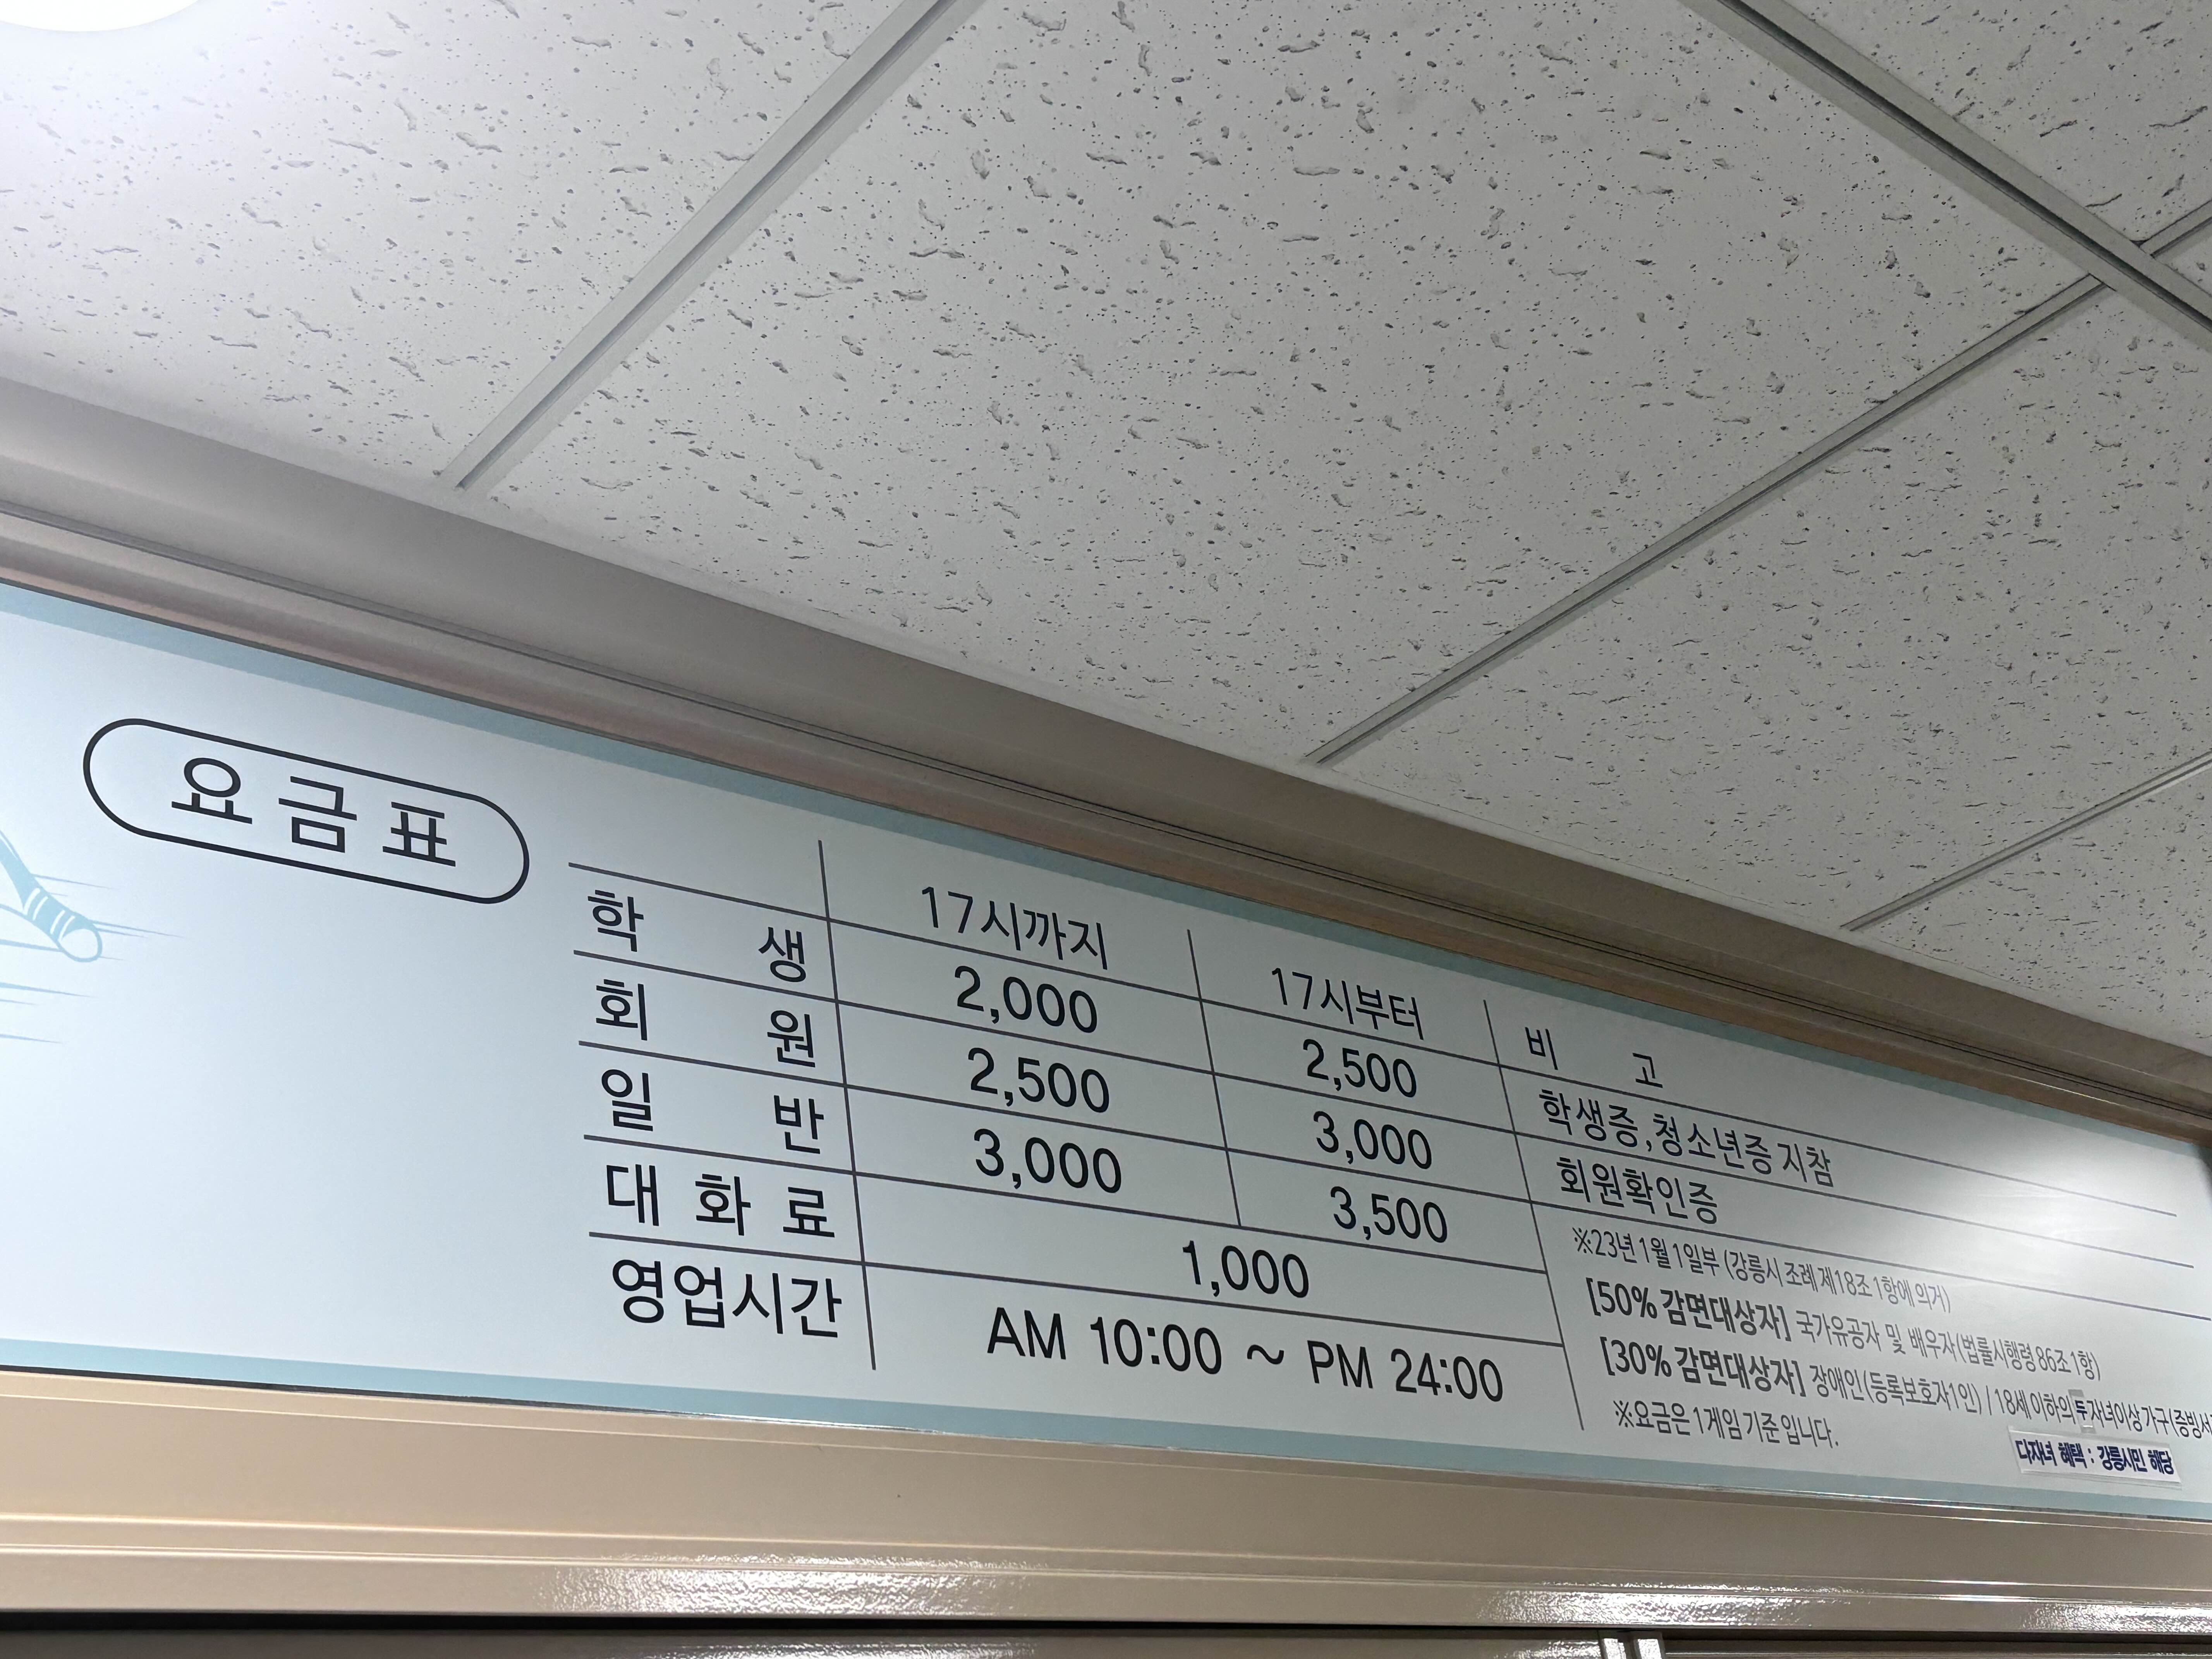 요금표
17시까지 17시부터 비 고
학 생 2,000 2,500 학생증,청소년증 지참
회 원 2,500 3,000 회원확인증
일 반 3,000 3,500
대 화 료 1,000
영업시간 AM 10:00 ~ PM 24:00
※23년 1월 1일부 (강릉시 조례 제18조 1항에 의거)
[50% 감면대상자] 국가유공자 및 배우자(법률시행령 86조 1항)
[30% 감면대상자] 장애인(등록보호자1인) / 18세 이하의 두자녀이상 가구(증빙서
※요금은 1게임 기준 입니다.
다자녀 혜택 : 강릉시민 해당